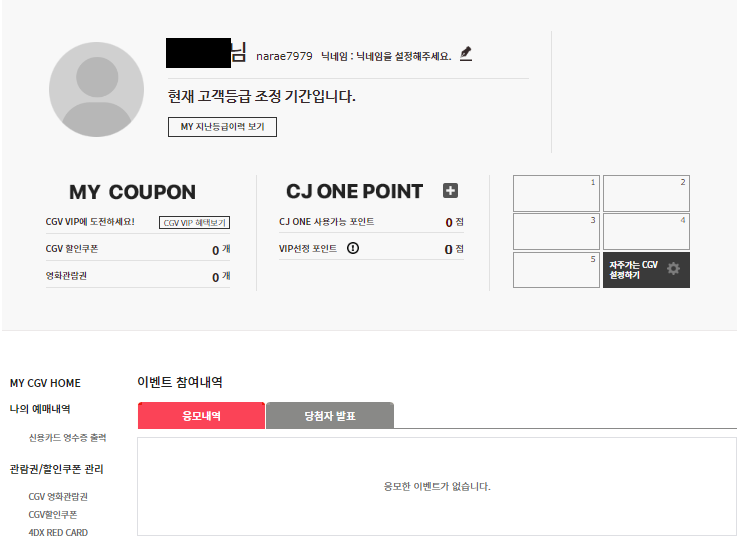 님 narae7979 닉네임 : 닉네임을 설정해주세요.
현재 고객등급 조정 기간입니다.
MY 지난등급이력 보기
MY COUPON
CGV VIP에 도전하세요! CGV VIP 혜택보기
CGV 할인쿠폰 0 개
영화관람권 0 개
CJ ONE POINT
CJ ONE 사용가능 포인트 0 점
VIP선정 포인트 0 점
1 2
3 4
5
자주가는 CGV
설정하기
MY CGV HOME
나의 예매내역
신용카드 영수증 출력
관람권/할인쿠폰 관리
CGV 영화관람권
CGV할인쿠폰
4DX RED CARD
이벤트 참여내역
응모내역 당첨자 발표
응모한 이벤트가 없습니다.